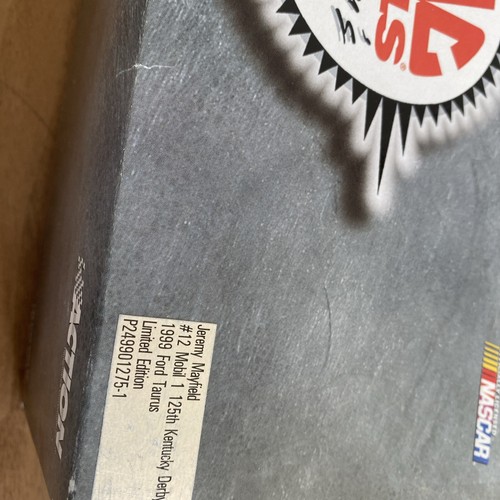 Jeremy Mayfield
#12 Mobil 1 125th Kentucky Derby
1999 Ford Taurus
Limited Edition
P249901275-1
ACTION
NASCAR